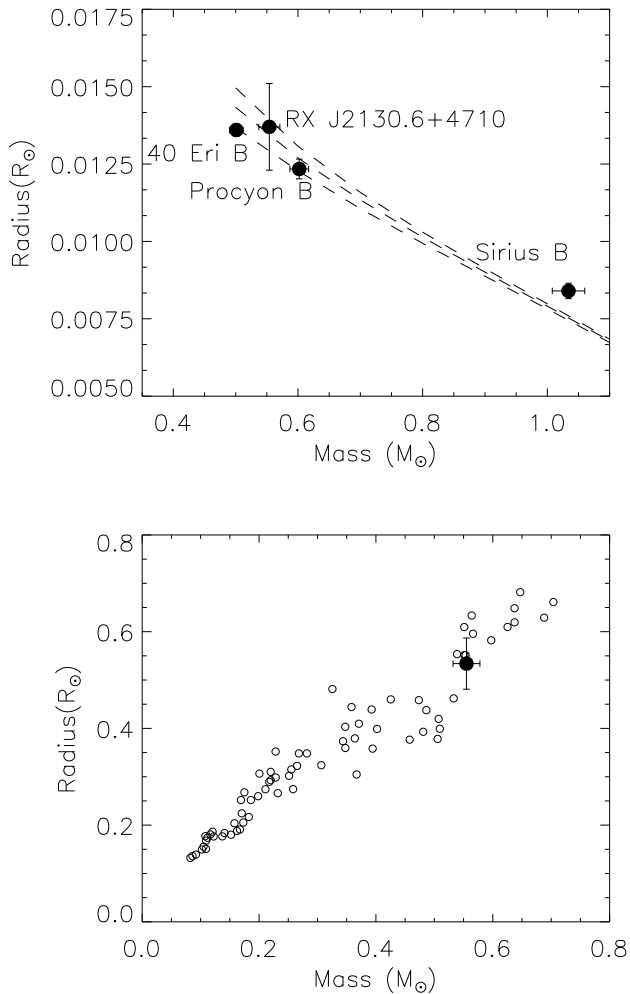 0.0175
0.0150
RX J2130.6+4710
0.0125
40 Eri B
Procyon B
Radius(R⊙)
0.0100
Sirius B
0.0075
0.0050
0.4 0.6 0.8 1.0
Mass (M⊙)
0.8
0.6
Radius(R⊙)
0.4
0.2
0.0
0.0 0.2 0.4 0.6 0.8
Mass (M⊙)